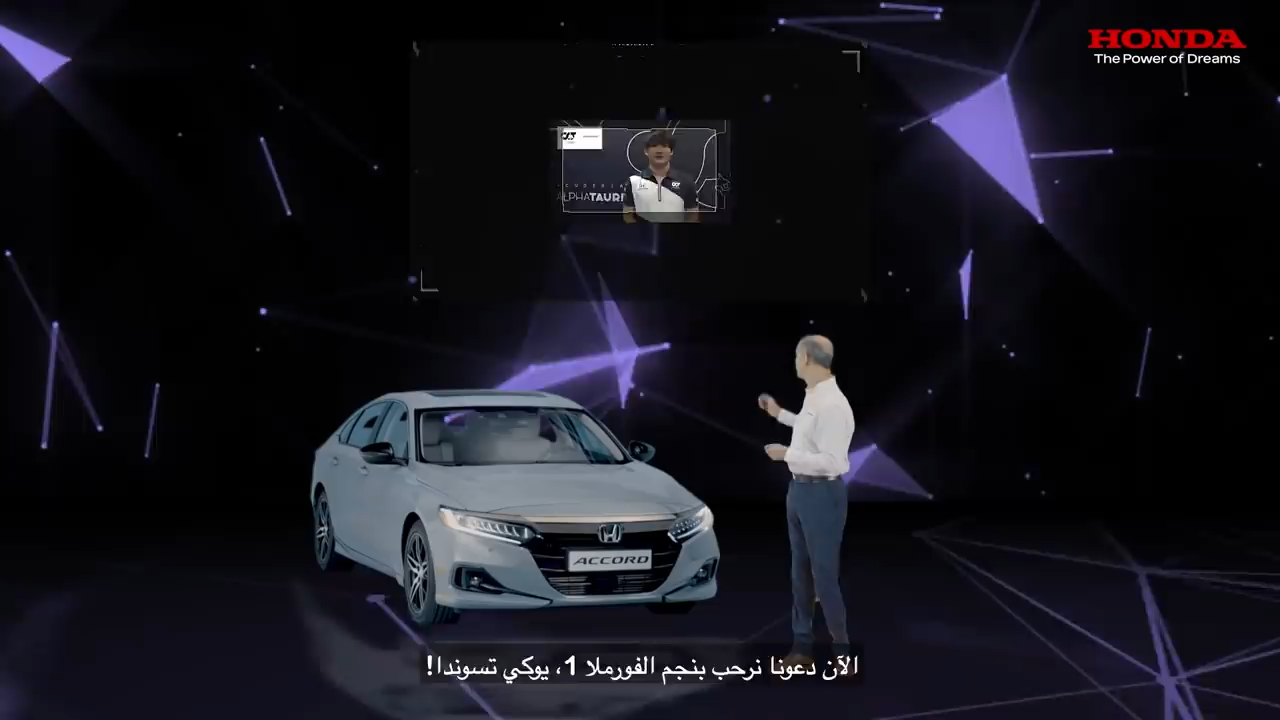 HONDA
The Power of Dreams
ALPHATAURI
ACCORD
الآن دعونا نرحب بنجم الفورملا 1، يوكي تسوندا!